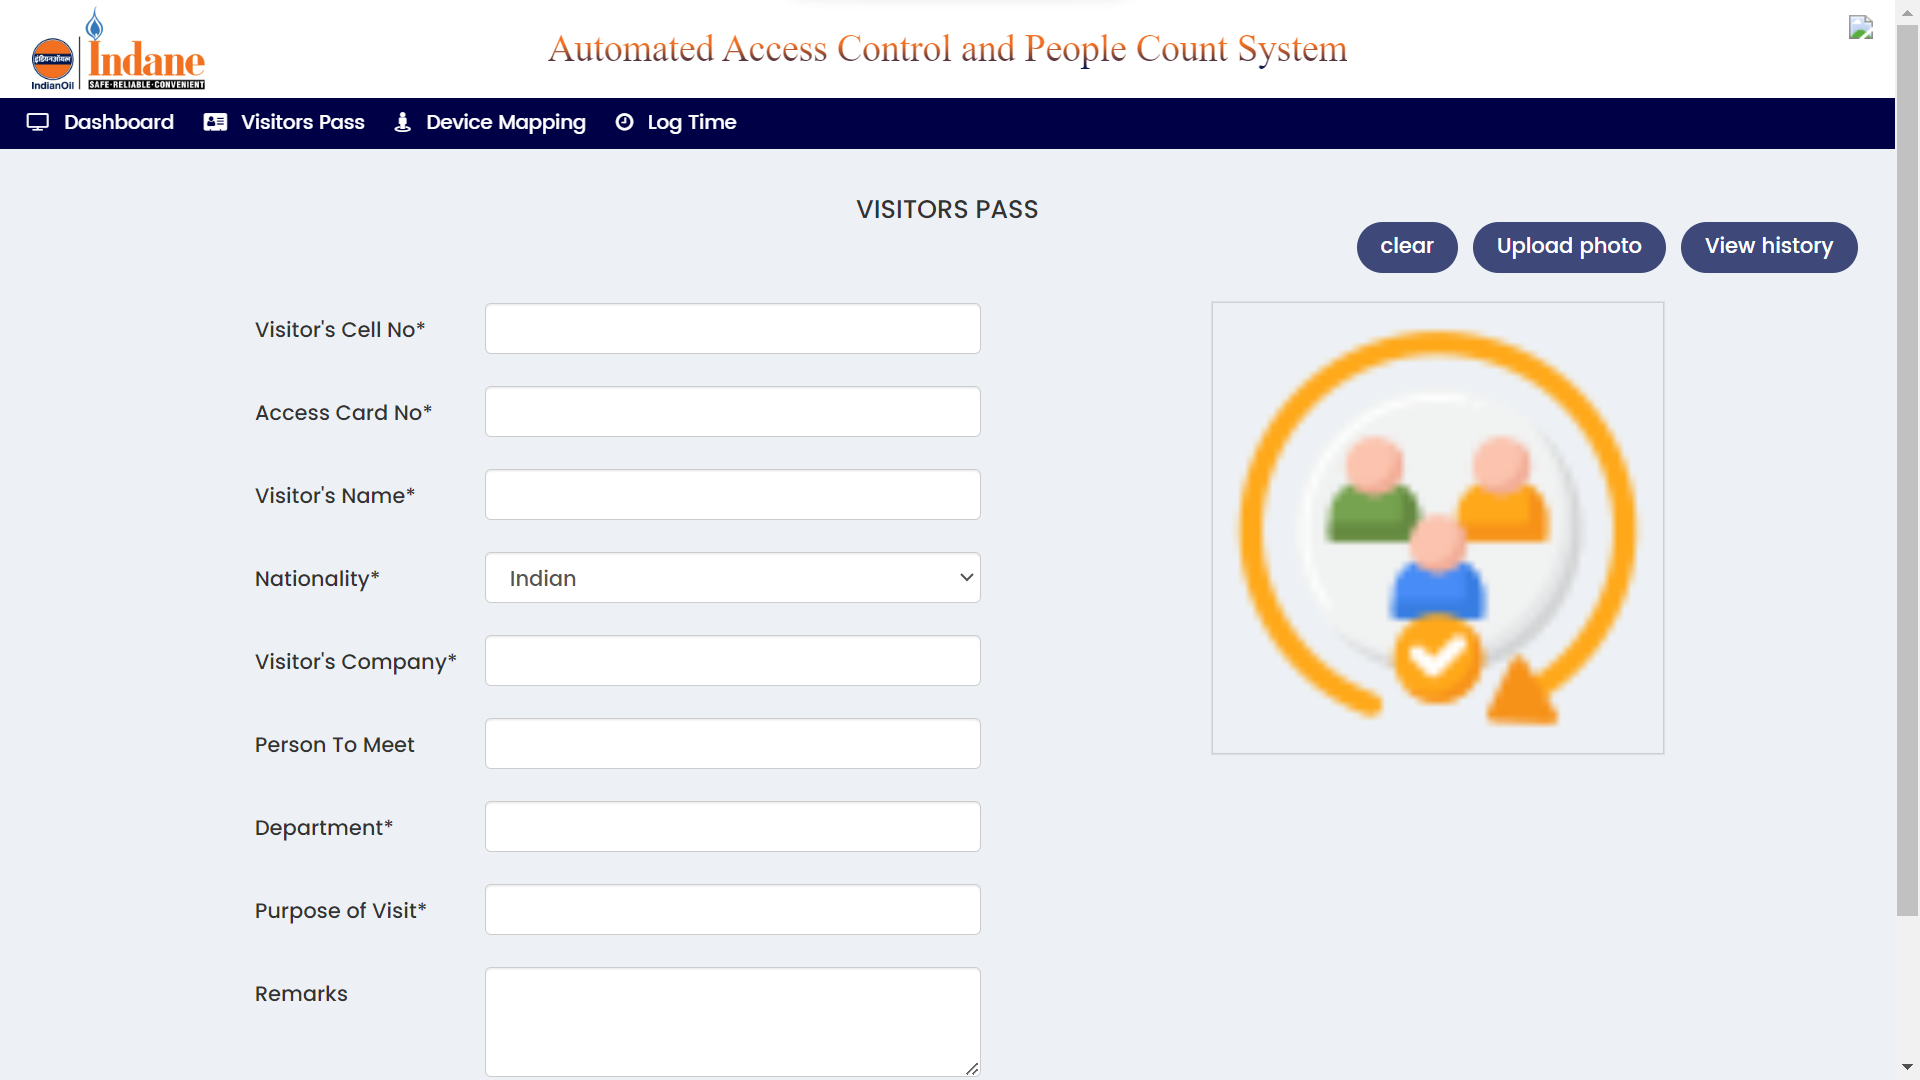 इंडियनऑयल
IndianOil
Indane
SAFE•RELIABLE•CONVENIENT
Automated Access Control and People Count System
Dashboard Visitors Pass Device Mapping Log Time
VISITORS PASS
clear Upload photo View history
Visitor's Cell No*
Access Card No*
Visitor's Name*
Nationality* Indian
Visitor's Company*
Person To Meet
Department*
Purpose of Visit*
Remarks